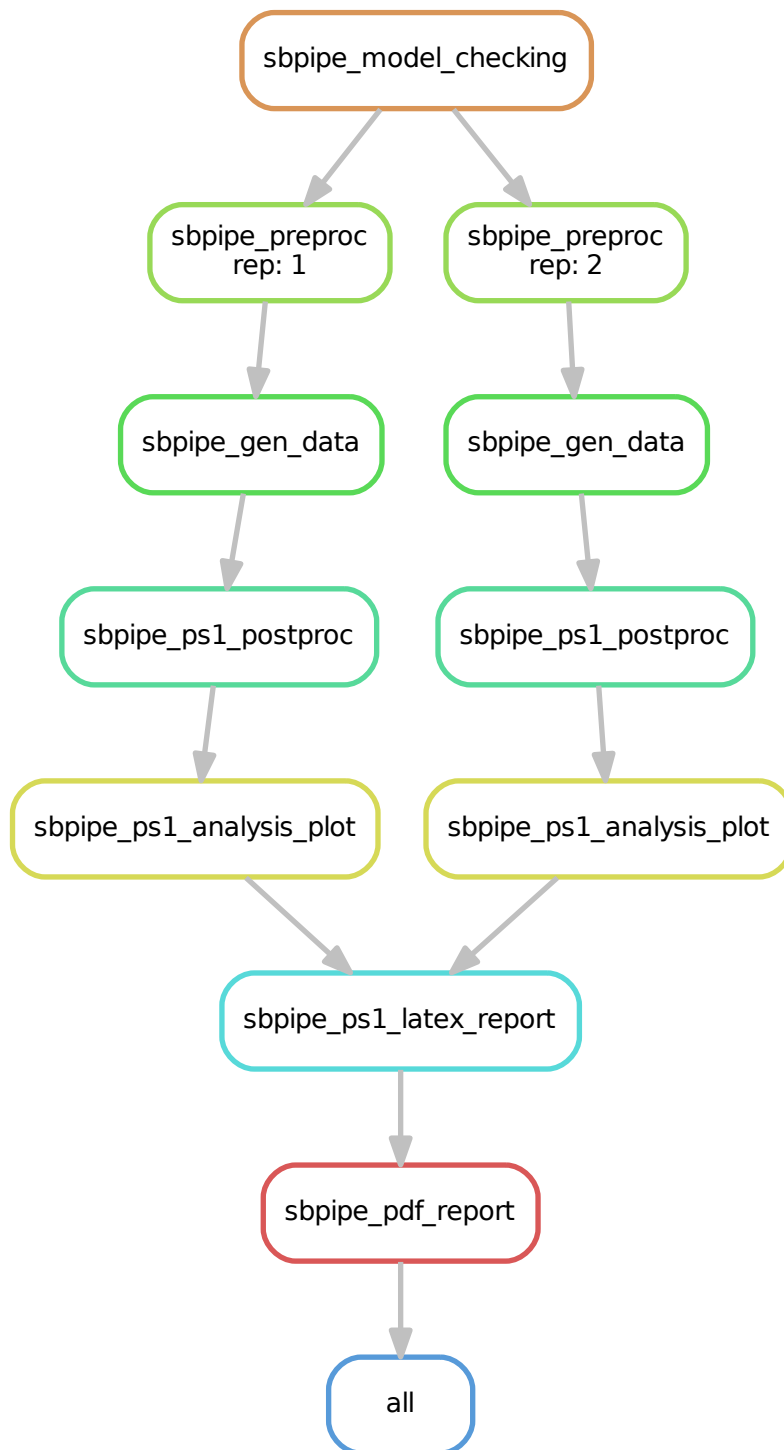 sbpipe_model_checking
sbpipe_preproc
rep: 1
sbpipe_preproc
rep: 2
sbpipe_gen_data
sbpipe_gen_data
sbpipe_ps1_postproc
sbpipe_ps1_postproc
sbpipe_ps1_analysis_plot
sbpipe_ps1_analysis_plot
sbpipe_ps1_latex_report
sbpipe_pdf_report
all